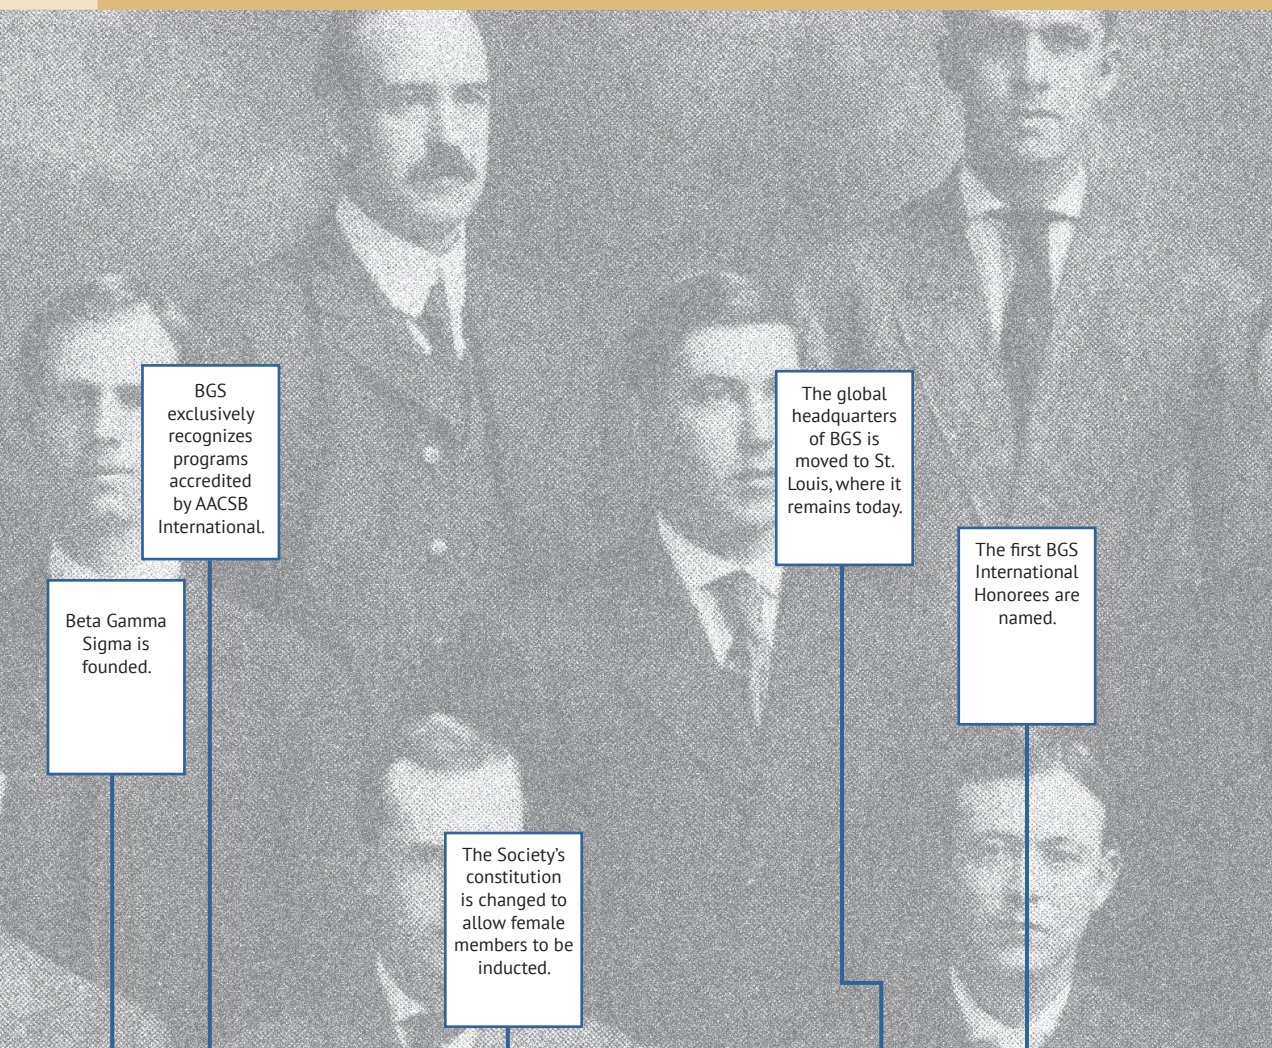 BGS
exclusively
recognizes
programs
accredited
by AACSB
International.
Beta Gamma
Sigma is
founded.
The Society’s
constitution
is changed to
allow female
members to be
inducted.
The global
headquarters
of BGS is
moved to St.
Louis, where it
remains today.
The first BGS
International
Honorees are
named.